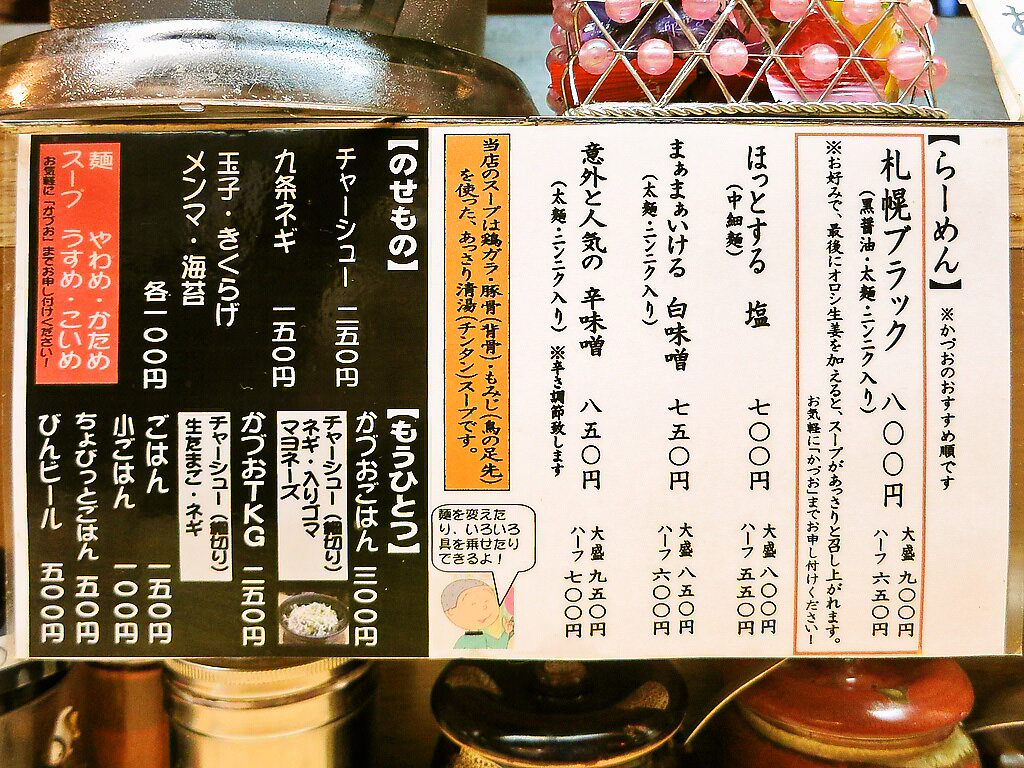 【らーめん】 ※かづおのおすすめ順です
札幌ブラック 八〇〇円
(黒醤油・太麺・ニンニク入り)
大盛 九〇〇円
ハーフ 六五〇円
※お好みで、最後にオロシ生姜を加えると、スープがあっさりと召し上がれます。
お気軽に「かづお」までお申し付けください!
ほっとする 塩 七〇〇円
(中細麺)
大盛 八〇〇円
ハーフ 五五〇円
まぁまぁいける 白味噌 七五〇円
(太麺・ニンニク入り)
大盛 八五〇円
ハーフ 六〇〇円
意外と人気の 辛味噌 八五〇円
(太麺・ニンニク入り) ※辛さ調節致します
大盛 九五〇円
ハーフ 七〇〇円
当店のスープは鶏ガラ・豚骨(背骨)・もみじ(鳥の足先)
を使った、あっさり清湯(チンタン)スープです。
麺を変えた
り、いろいろ
具を乗せたり
できるよ!
【のせもの】
チャーシュー 二五〇円
九条ネギ 一五〇円
玉子・きくらげ
メンマ・海苔
各一〇〇円
麺 やわめ・かため
スープ うすめ・こいめ
お気軽に「かづお」までお申し付けください!
【もうひとつ】
かづおごはん 三〇〇円
チャーシュー(細切り)
ネギ・入りゴマ
マヨネーズ
かづおTKG 二五〇円
チャーシュー(細切り)
生たまご・ネギ
ごはん 一五〇円
小ごはん 一〇〇円
ちょびっとごはん 五〇円
びんビール 五〇〇円